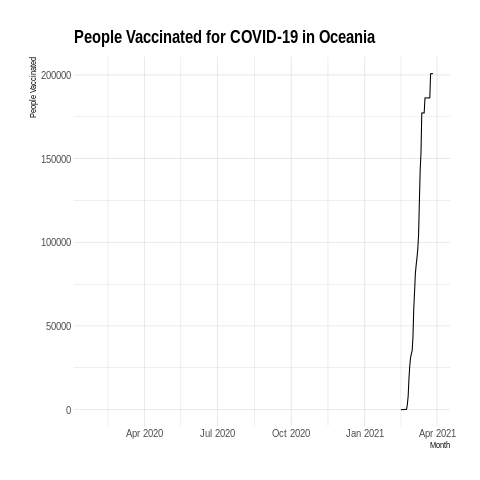 People Vaccinated for COVID-19 in Oceania
People Vaccinated
200000
150000
100000
50000
0
Apr 2020 Jul 2020 Oct 2020 Jan 2021 Apr 2021
Month